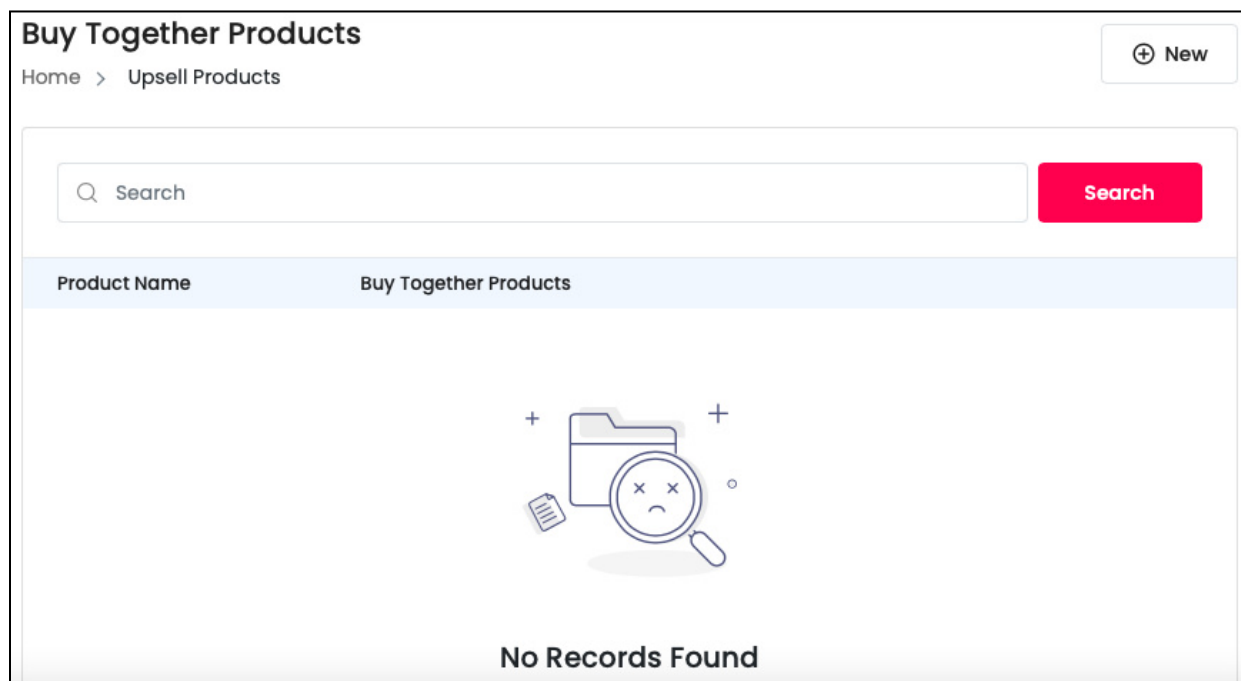 Buy Together Products
New
Home > Upsell Products
Search
Search
Product Name
Buy Together Products
No Records Found